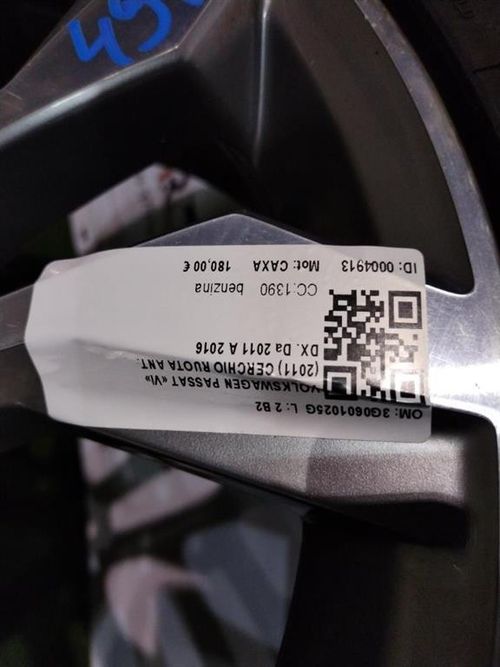 OM: 3G0601025G L: 2 B2
VOLKSWAGEN PASSAT «VI»
(2011) CERCHIO RUOTA ANT.
DX. Da 2011 A 2016
CC:1390 benzina
Mot: CAXA 180,00 €
ID: 0004913